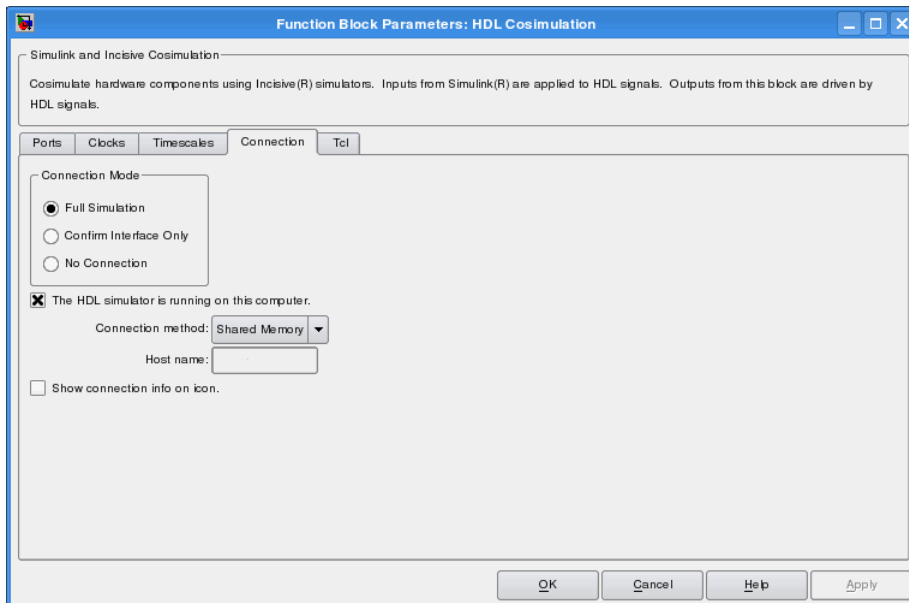 Function Block Parameters: HDL Cosimulation
Simulink and Incisive Cosimulation
Cosimulate hardware components using Incisive(R) simulators. Inputs from Simulink(R) are applied to HDL signals. Outputs from this block are driven by
HDL signals.
Ports Clocks Timescales Connection Tcl
Connection Mode
Full Simulation
Confirm Interface Only
No Connection
The HDL simulator is running on this computer.
Connection method: Shared Memory
Host name:
Show connection info on icon.
OK Cancel Help Apply